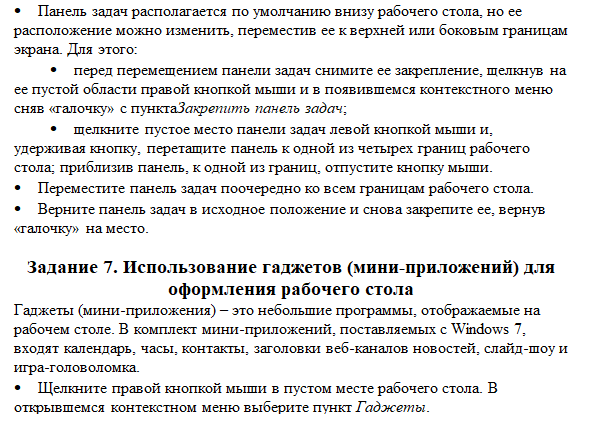 • Панель задач располагается по умолчанию внизу рабочего стола, но ее
расположение можно изменить, переместив ее к верхней или боковым границам
экрана. Для этого:
• перед перемещением панели задач снимите ее закрепление, щелкнув на
ее пустой области правой кнопкой мыши и в появившемся контекстного меню
сняв «галочку» с пунктаЗакрепить панель задач;
• щелкните пустое место панели задач левой кнопкой мыши и,
удерживая кнопку, перетащите панель к одной из четырех границ рабочего
стола; приблизив панель, к одной из границ, отпустите кнопку мыши.
• Переместите панель задач поочередно ко всем границам рабочего стола.
• Верните панель задач в исходное положение и снова закрепите ее, вернув
«галочку» на место.
Задание 7. Использование гаджетов (мини-приложений) для
оформления рабочего стола
Гаджеты (мини-приложения) – это небольшие программы, отображаемые на
рабочем столе. В комплект мини-приложений, поставляемых с Windows 7,
входят календарь, часы, контакты, заголовки веб-каналов новостей, слайд-шоу и
игра-головоломка.
• Щелкните правой кнопкой мыши в пустом месте рабочего стола. В
открывшемся контекстном меню выберите пункт Гаджеты.